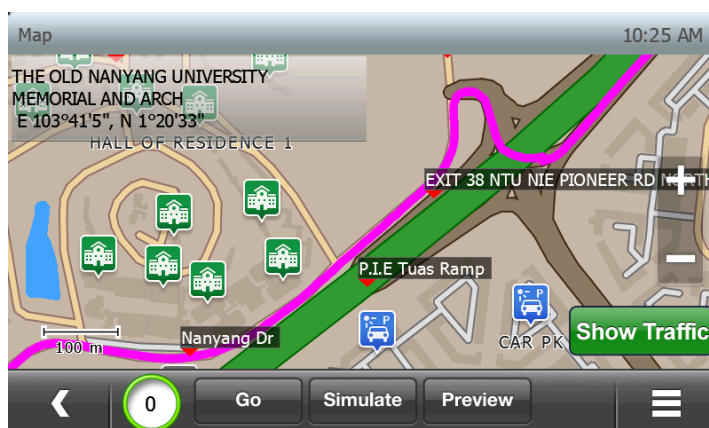 Map
10:25 AM
THE OLD NANYANG UNIVERSITY
MEMORIAL AND ARCH
E 103°41'5", N 1°20'33"
HALL OF RESIDENCE 1
EXIT 38 NTU NIE PIONEER RD NORTH
P.I.E Tuas Ramp
P
P
Nanyang Dr
CAR PK
Show Traffic
100 m
0
Go
Simulate
Preview